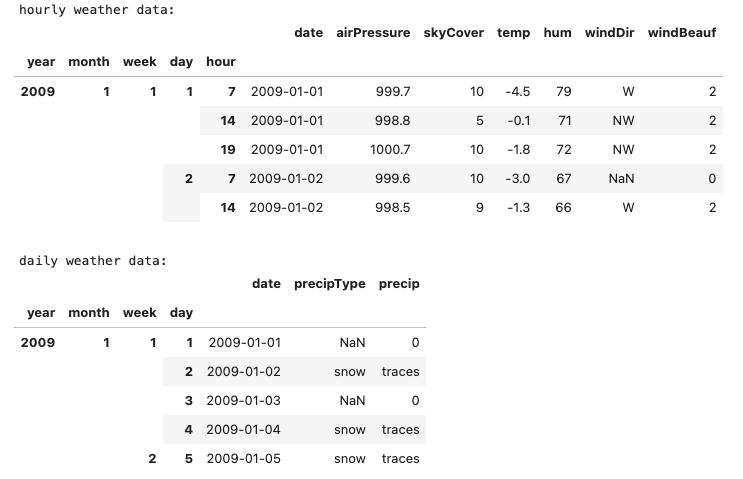 hourly weather data:
date airPressure skyCover temp hum windDir windBeauf
year month week day hour
2009 1 1 1 7 2009-01-01 999.7 10 -4.5 79 W 2
14 2009-01-01 998.8 5 -0.1 71 NW 2
19 2009-01-01 1000.7 10 -1.8 72 NW 2
2 7 2009-01-02 999.6 10 -3.0 67 NaN 0
14 2009-01-02 998.5 9 -1.3 66 W 2
daily weather data:
date precipType precip
year month week day
2009 1 1 1 2009-01-01 NaN 0
2 2009-01-02 snow traces
3 2009-01-03 NaN 0
4 2009-01-04 snow traces
2 5 2009-01-05 snow traces